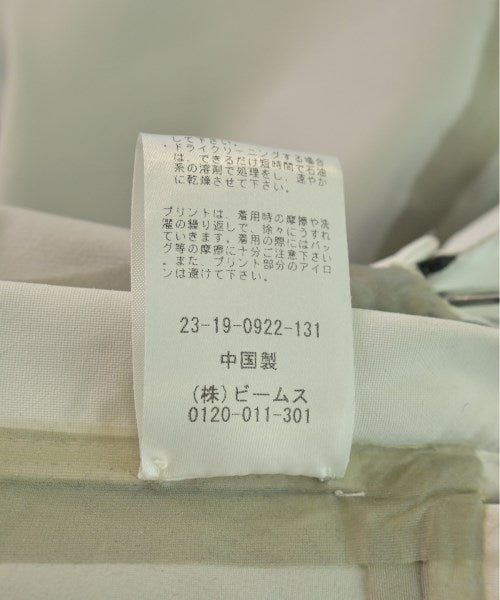 して下さい。
・ドライクリーニングする場合
は、できるだけ短時間で石油
系の溶剤で処理をし、速やか
に乾燥させて下さい。
プリントは、着用時の摩擦や洗
濯の繰り返しで、徐々にうすれ
ていきます。着用の際にはバッ
グ等の摩擦に十分ご注意下さい
。また、プリント部分のアイロ
ンは避けて下さい。
23-19-0922-131
中国製
(株)ビームス
0120-011-301